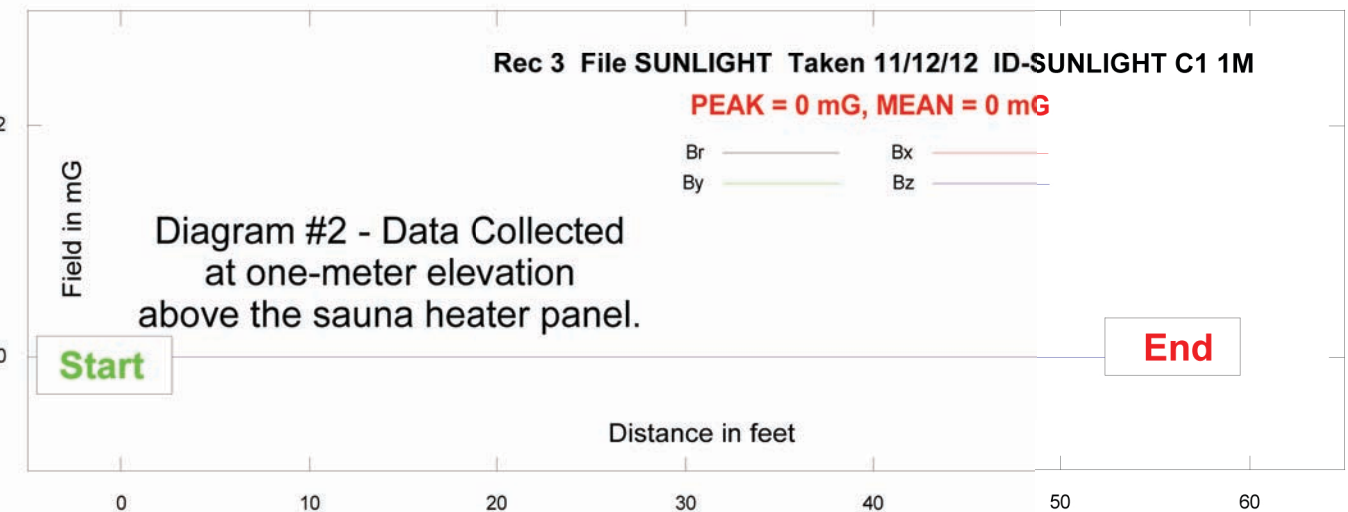 Rec 3 File SUNLIGHT Taken 11/12/12 ID-SUNLIGHT C1 1M
PEAK = 0 mG, MEAN = 0 mG
Br
Bx
By
Bz
2
Field in mG
Diagram #2 - Data Collected
at one-meter elevation
above the sauna heater panel.
0
Start
End
Distance in feet
0 10 20 30 40 50 60